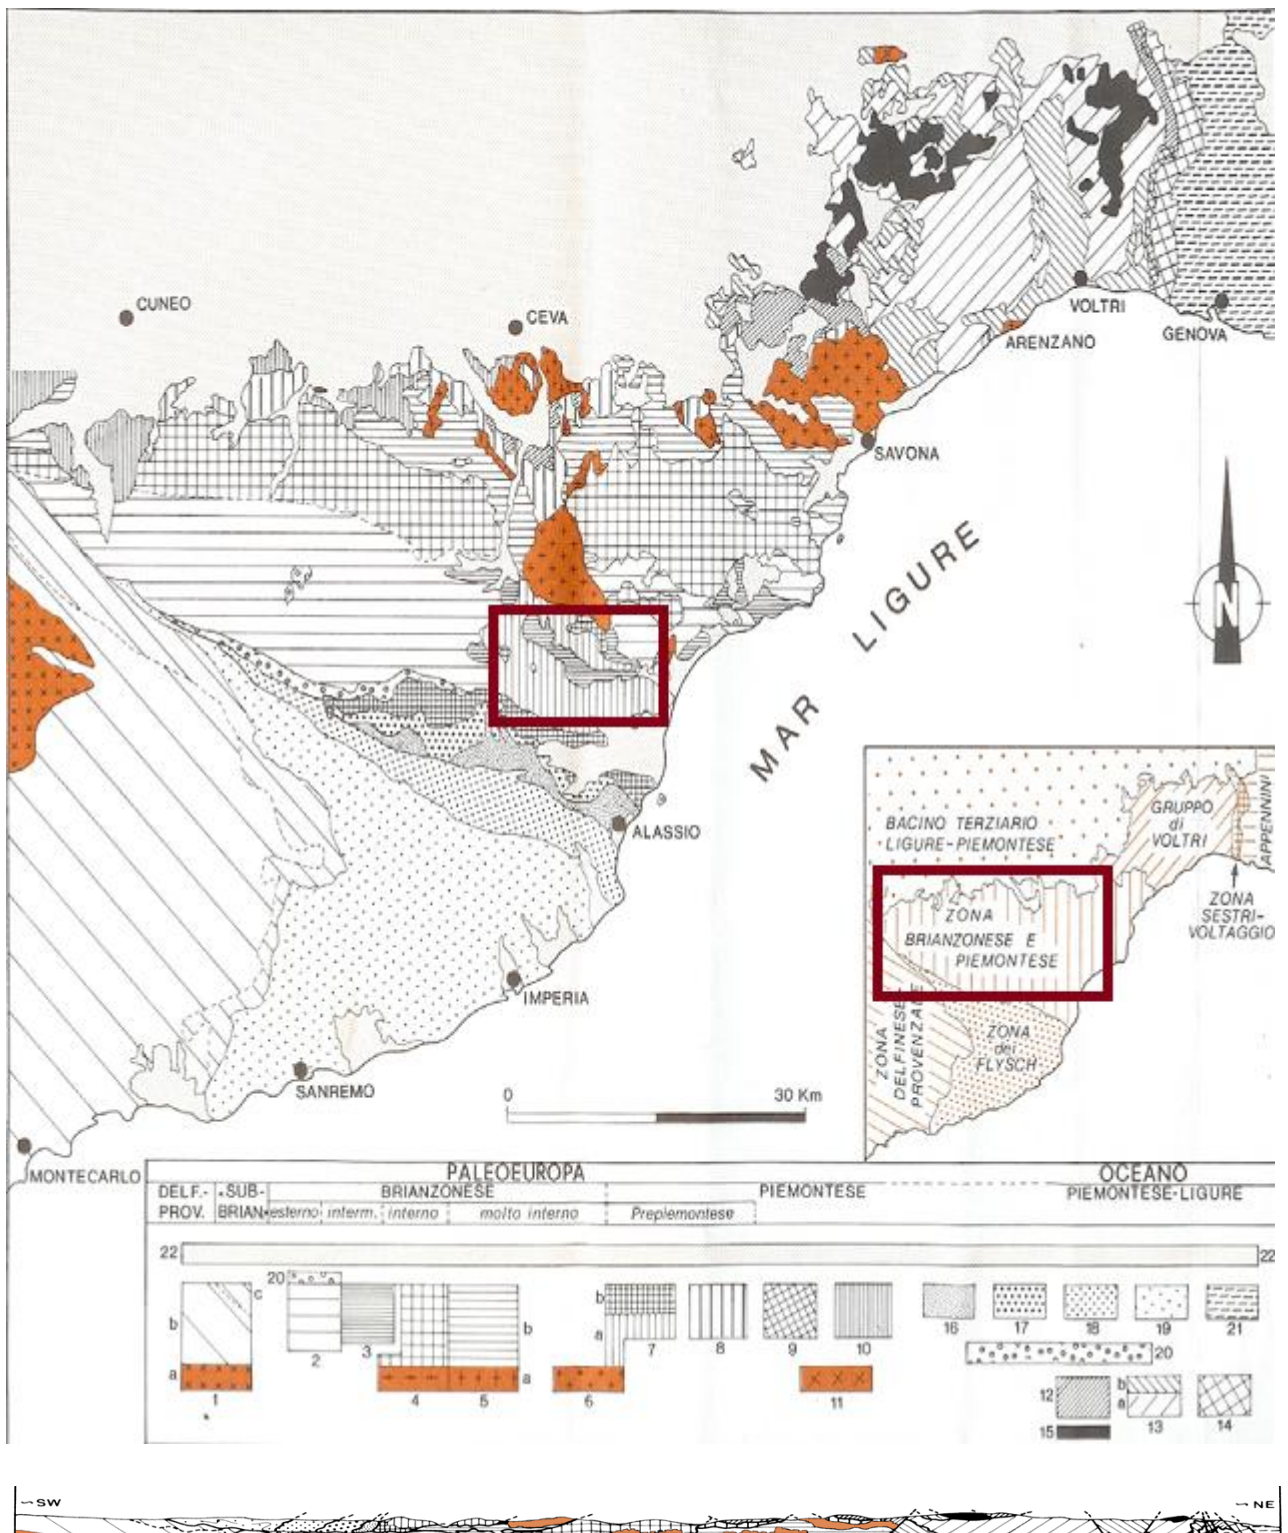 CUNEO
CEVA
VOLTRI
ARENZANO
GENOVA
SAVONA
MAR LIGURE
N
ALASSIO
IMPERIA
SANREMO
MONTECARLO
0 30 Km
BACINO TERZIARIO
LIGURE-PIEMONTESE
GRUPPO
di
VOLTRI
APPENNINI
ZONA
SESTRI-
VOLTAGGIO
ZONA
BRIANZONESE E
PIEMONTESE
ZONA
DELFINESE
PROVENZALE
ZONA
dei
FLYSCH
PALEOEUROPA OCEANO
DELF.- SUB- BRIANZONESE PIEMONTESE PIEMONTESE-LIGURE
PROV. BRIAN. esterno interm. interno molto interno Prepiemontese
22 22
20 c b
b b a 16 17 18 19 21
2 3 7 8 9 10
a a 20
1 4 5 6 11
12 b a 13 14
15
SW NE